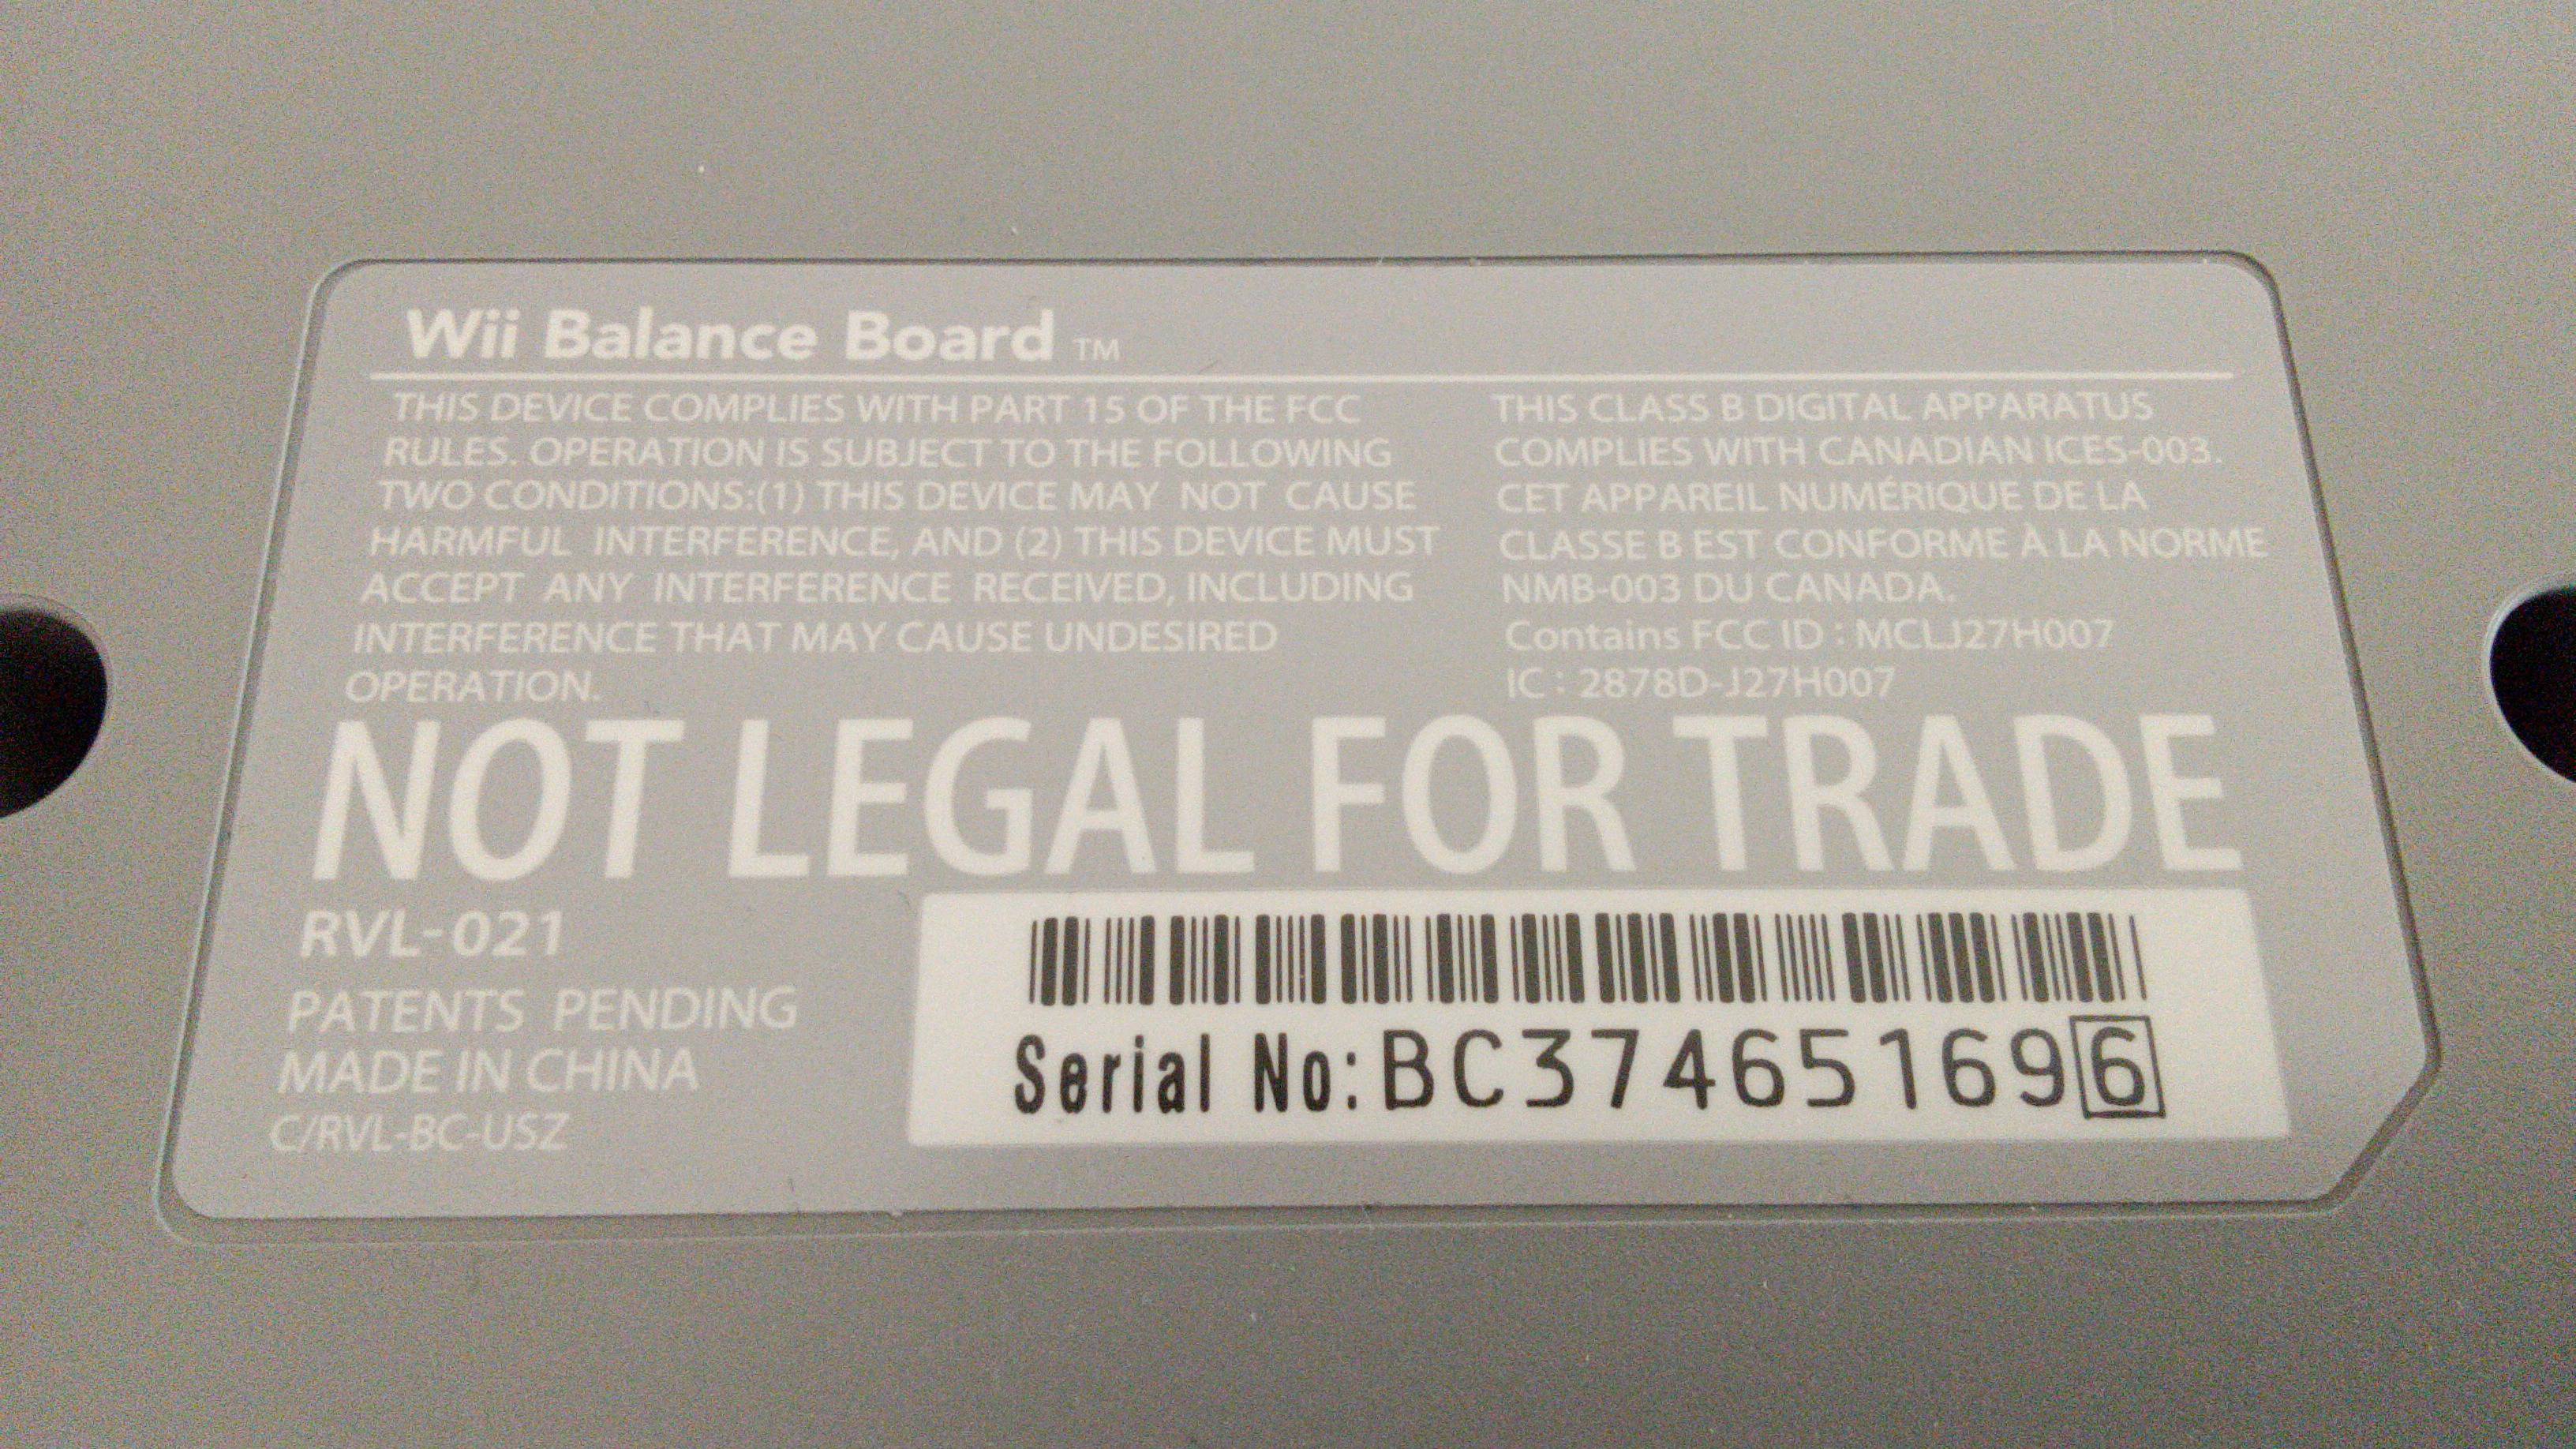 Wii Balance Board TM
THIS DEVICE COMPLIES WITH PART 15 OF THE FCC
RULES. OPERATION IS SUBJECT TO THE FOLLOWING
TWO CONDITIONS:(1) THIS DEVICE MAY NOT CAUSE
HARMFUL INTERFERENCE, AND (2) THIS DEVICE MUST
ACCEPT ANY INTERFERENCE RECEIVED, INCLUDING
INTERFERENCE THAT MAY CAUSE UNDESIRED
OPERATION.
THIS CLASS B DIGITAL APPARATUS
COMPLIES WITH CANADIAN ICES-003.
CET APPAREIL NUMÉRIQUE DE LA
CLASSE B EST CONFORME À LA NORME
NMB-003 DU CANADA.
Contains FCC ID : MCLJ27H007
IC : 2878D-J27H007
NOT LEGAL FOR TRADE
RVL-021
PATENTS PENDING
MADE IN CHINA
C/RVL-BC-USZ
Serial No: BC374651696